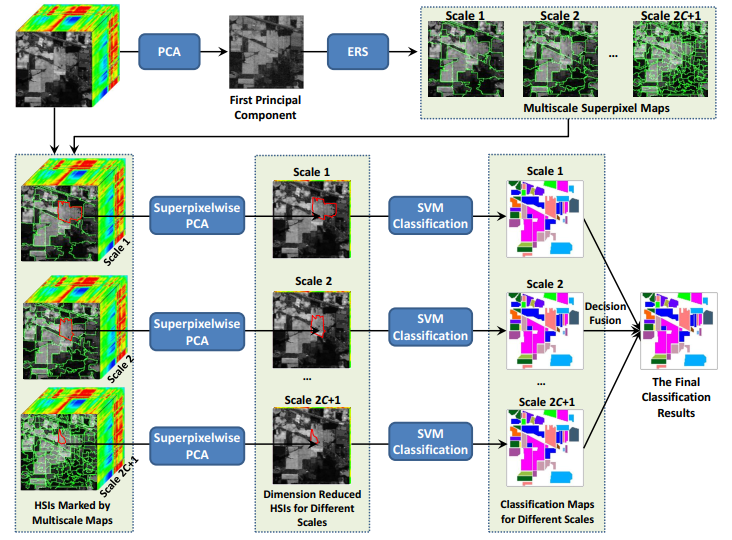 Scale 1
Scale 2
Scale 2C+1
PCA
ERS
...
First Principal
Component
Multiscale Superpixel Maps
Scale 1
Superpixelwise
PCA
Scale 1
SVM
Classification
Scale 1
Scale 2
Superpixelwise
PCA
Scale 2
...
SVM
Classification
Scale 2
...
Decision
Fusion
The Final
Classification
Results
Scale 2C+1
Superpixelwise
PCA
Scale 2C+1
SVM
Classification
Scale 2C+1
HSIs Marked by
Multiscale Maps
Dimension Reduced
HSIs for Different
Scales
Classification Maps
for Different Scales